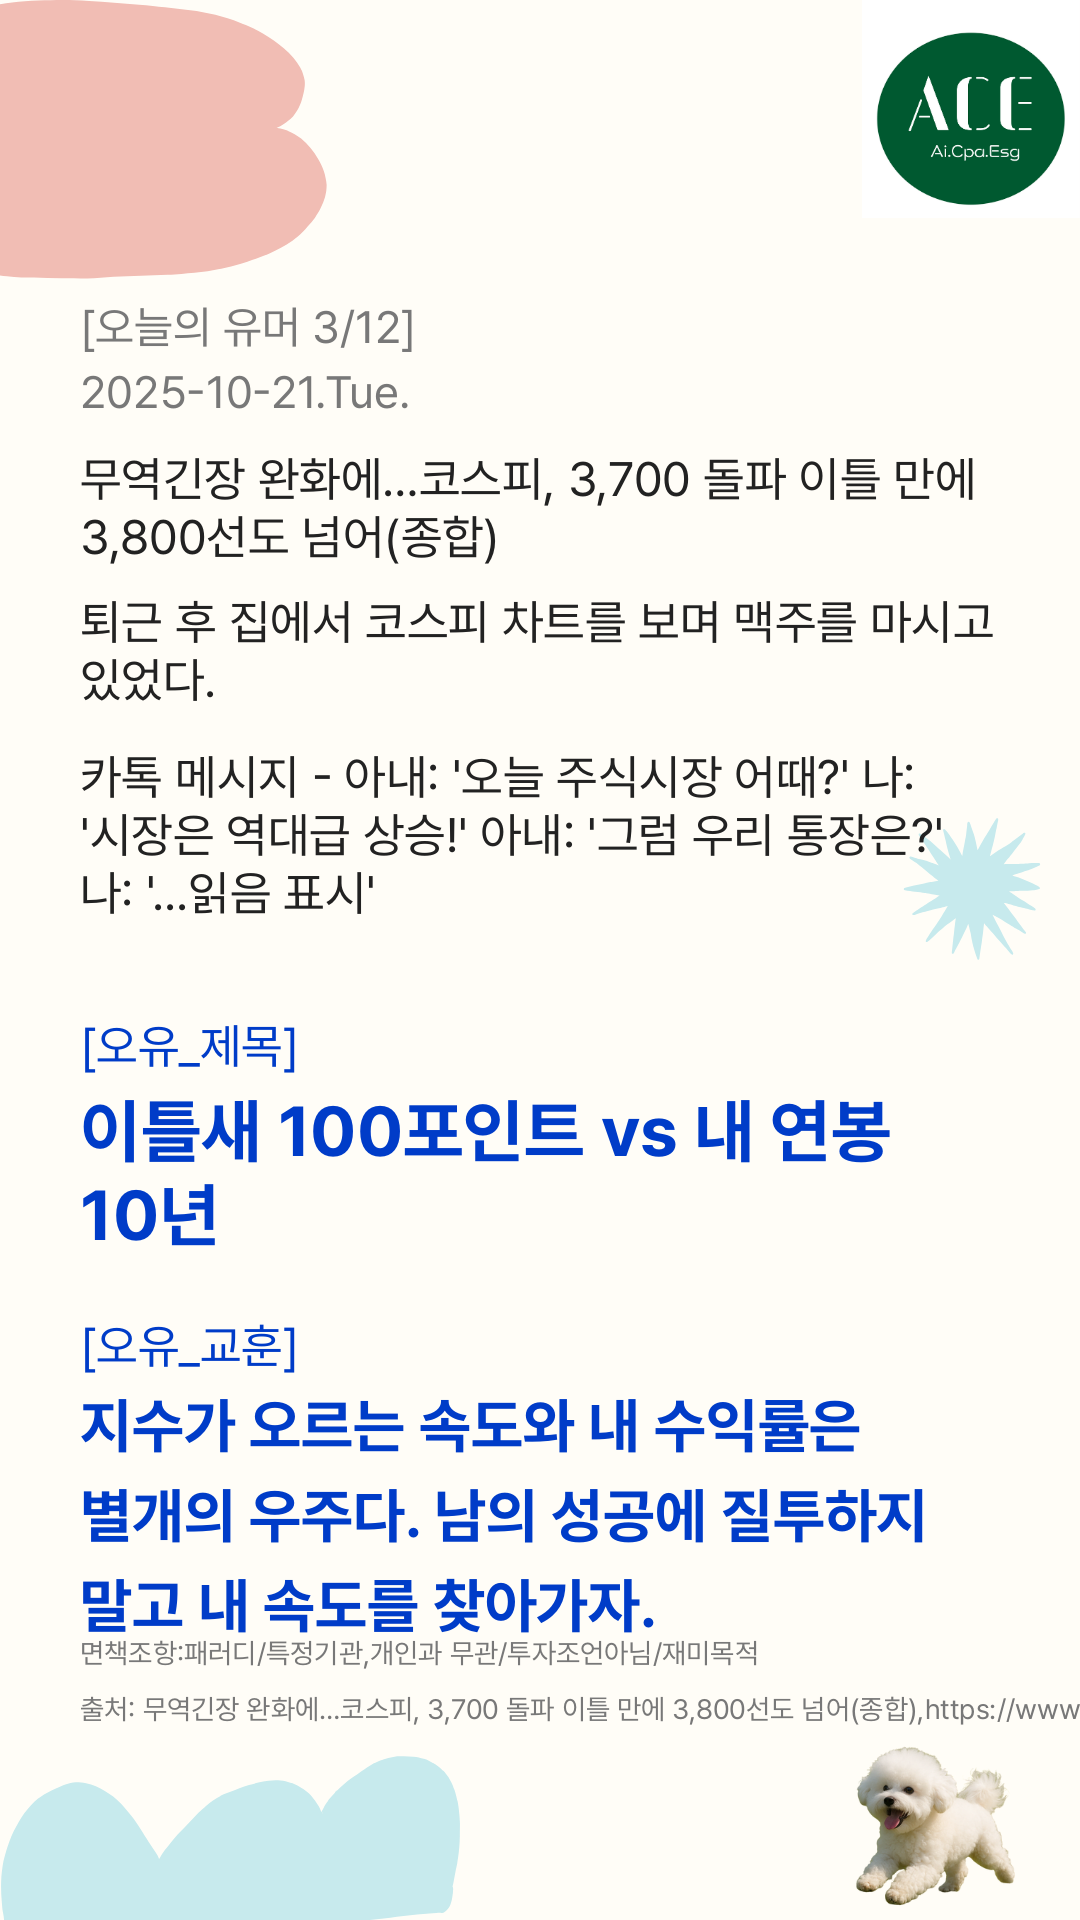 ACE
Ai.Cpa.Esg
[오늘의 유머 3/12]
2025-10-21.Tue.
무역긴장 완화에...코스피, 3,700 돌파 이틀 만에
3,800선도 넘어(종합)
퇴근 후 집에서 코스피 차트를 보며 맥주를 마시고
있었다.
카톡 메시지 - 아내: '오늘 주식시장 어때?' 나:
'시장은 역대급 상승!' 아내: '그럼 우리 통장은?'
나: '...읽음 표시'
[오유_제목]
이틀새 100포인트 vs 내 연봉
10년
[오유_교훈]
지수가 오르는 속도와 내 수익률은
별개의 우주다. 남의 성공에 질투하지
말고 내 속도를 찾아가자.
면책조항:패러디/특정기관,개인과 무관/투자조언아님/재미목적
출처: 무역긴장 완화에...코스피, 3,700 돌파 이틀 만에 3,800선도 넘어(종합),https://www